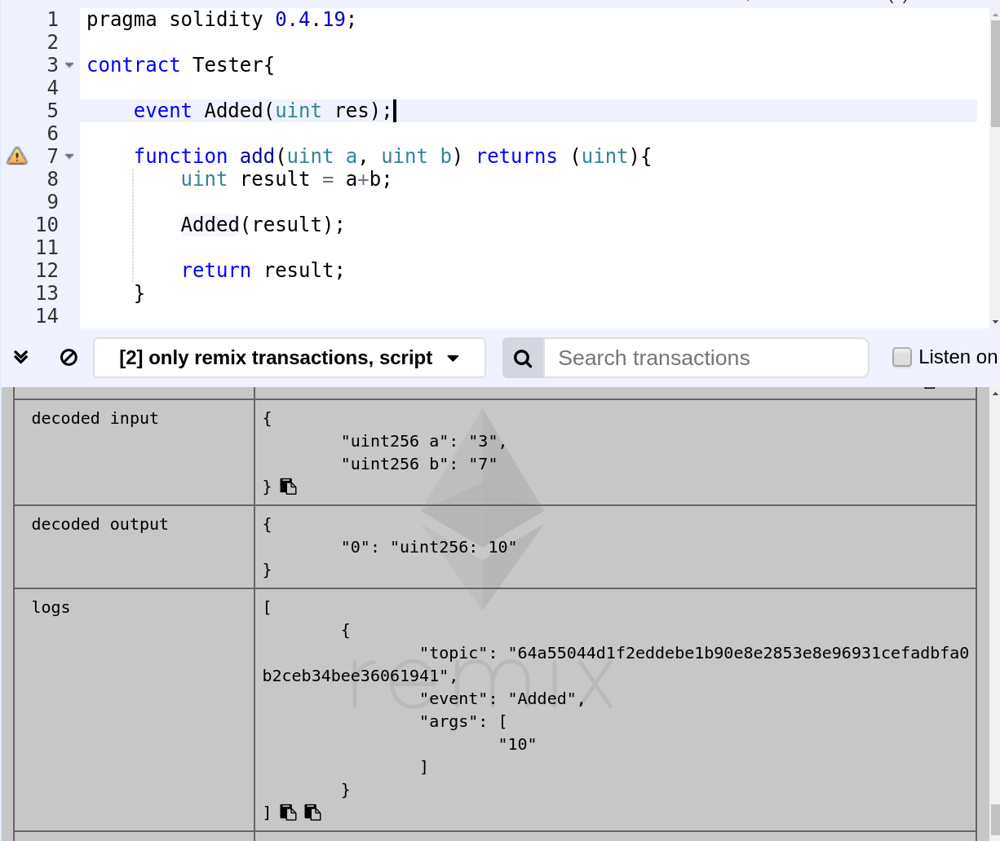 1 pragma solidity 0.4.19;
2
3 contract Tester{
4
5 event Added(uint res);
6
7 function add(uint a, uint b) returns (uint){
8 uint result = a+b;
9
10 Added(result);
11
12 return result;
13 }
14
[2] only remix transactions, script Search transactions Listen on
decoded input {
"uint256 a": "3",
"uint256 b": "7"
}
decoded output {
"0": "uint256: 10"
}
logs [
{
"topic": "64a55044d1f2eddebe1b90e8e2853e8e96931cefadbfa0
b2ceb34bee36061941",
"event": "Added",
"args": [
"10"
]
}
]
remix